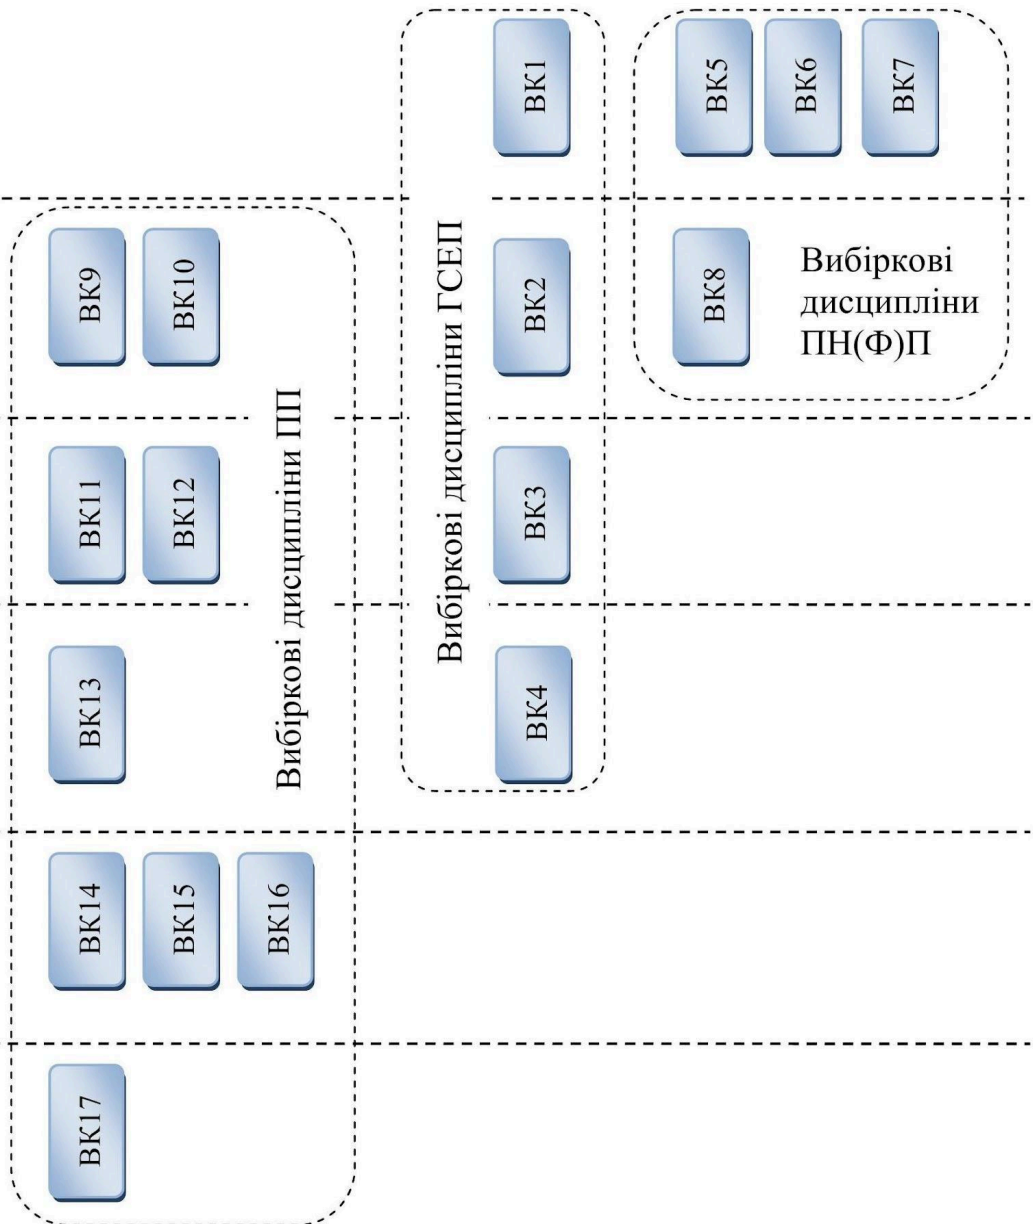 ВК1
ВК5
ВК6
ВК7
ВК9
ВК10
ВК2
ВК8
Вибіркові
дисципліни
ПН(Ф)П
Вибіркові дисципліни ГСЕП
Вибіркові дисципліни ПП
ВК11
ВК12
ВК3
ВК13
ВК4
ВК14
ВК15
ВК16
ВК17